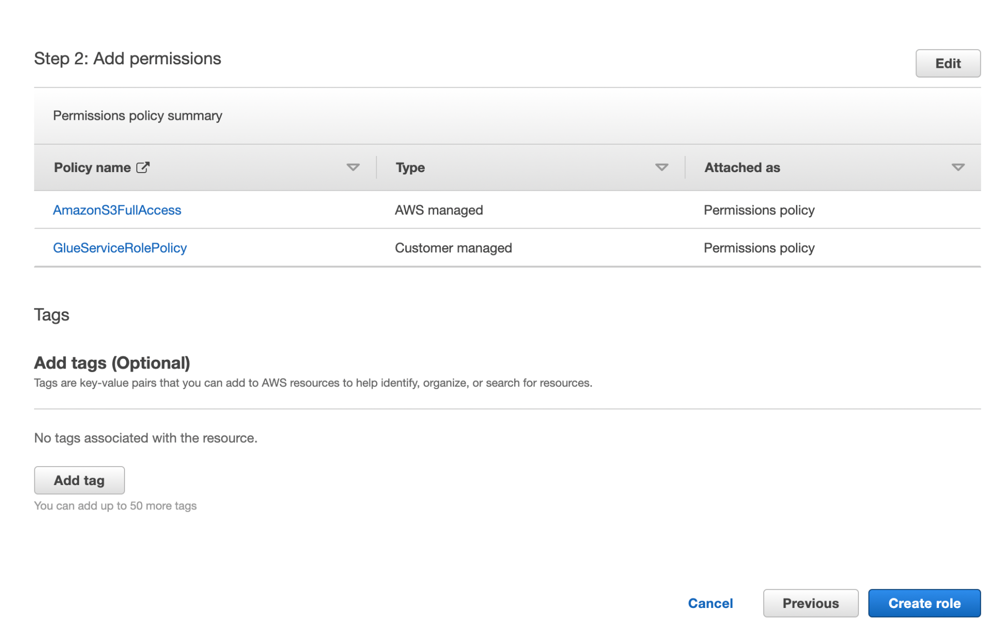 Step 2: Add permissions
Edit
Permissions policy summary
Policy name Type Attached as
AmazonS3FullAccess AWS managed Permissions policy
GlueServiceRolePolicy Customer managed Permissions policy
Tags
Add tags (Optional)
Tags are key-value pairs that you can add to AWS resources to help identify, organize, or search for resources.
No tags associated with the resource.
Add tag
You can add up to 50 more tags
Cancel Previous Create role